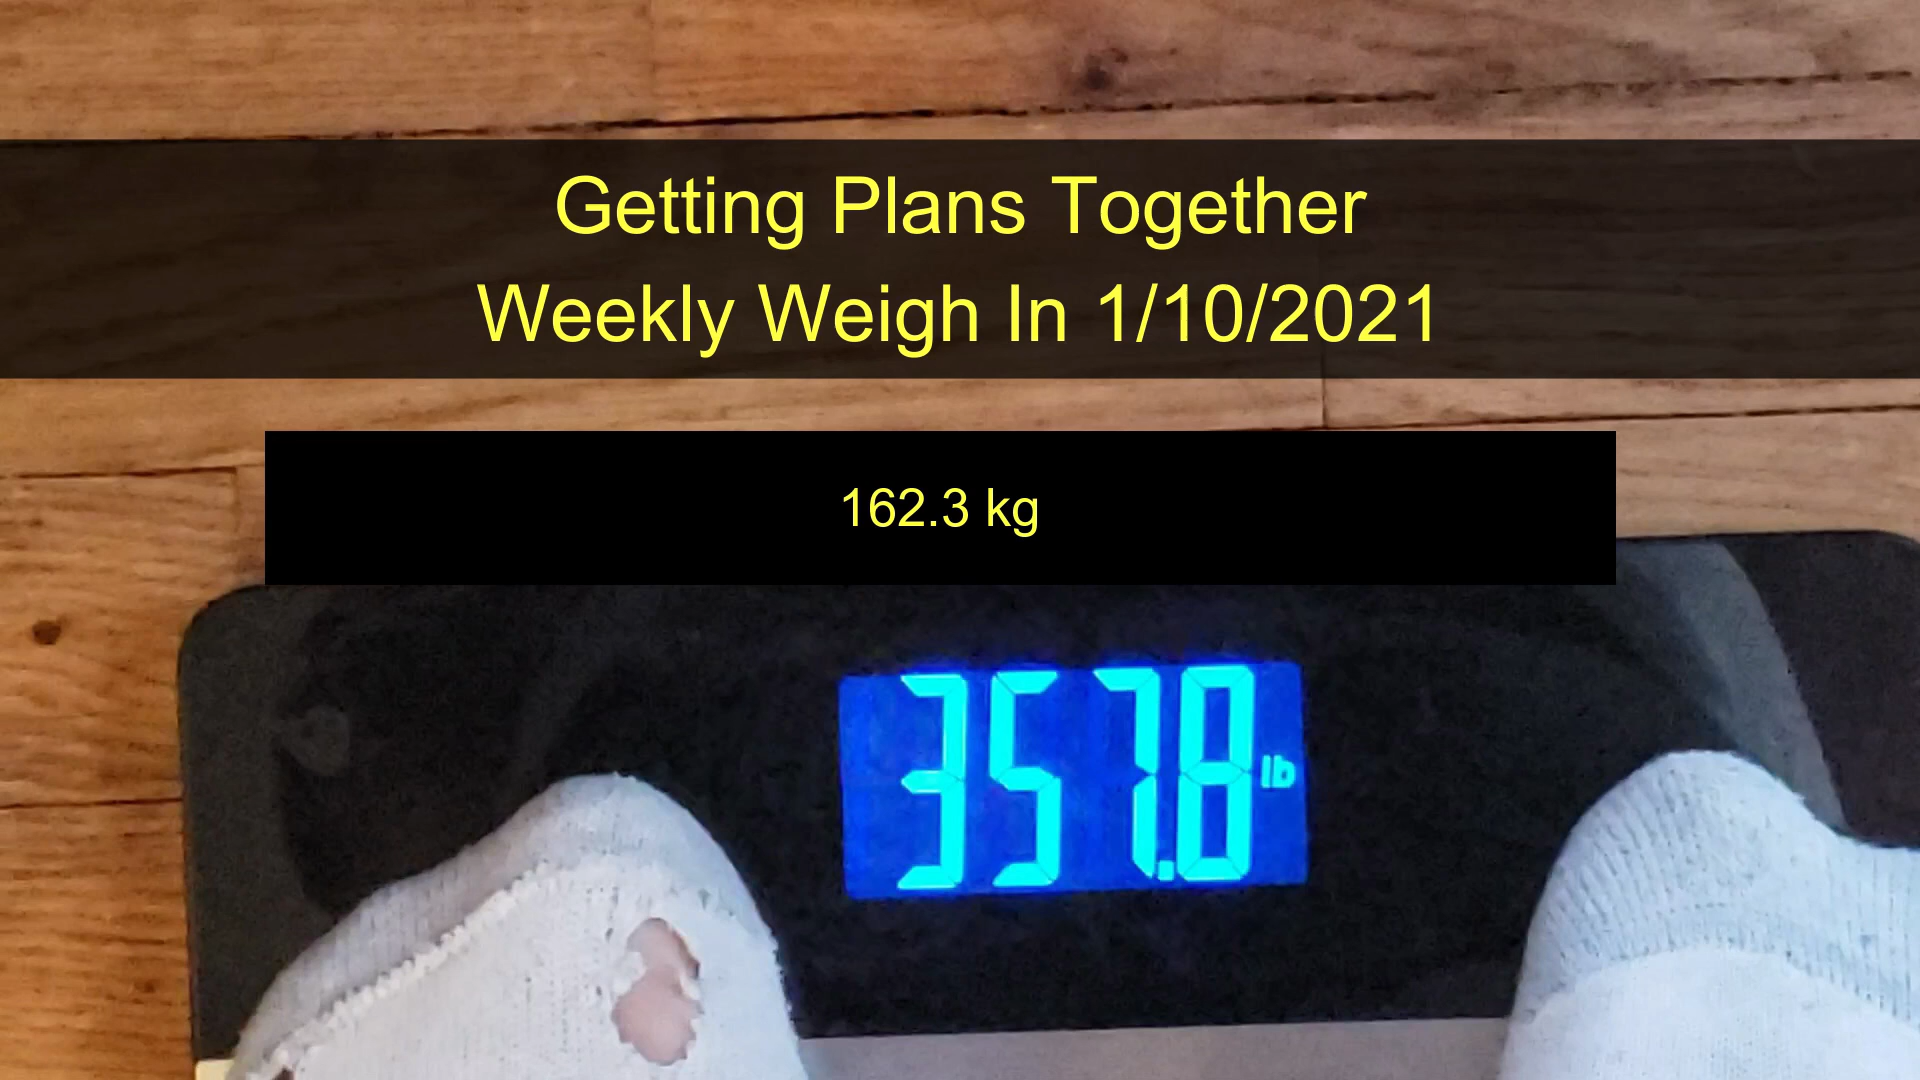 Getting Plans Together
Weekly Weigh In 1/10/2021
162.3 kg
357.8 lb